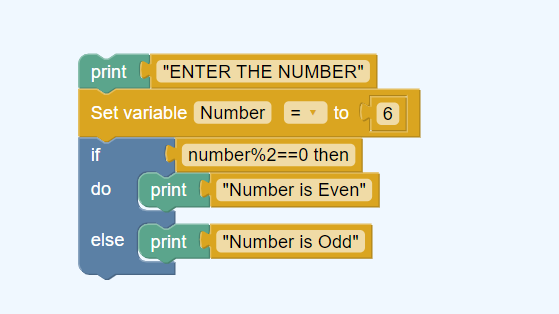 print "ENTER THE NUMBER"
Set variable Number = to 6
if number%2==0 then
do print "Number is Even"
else print "Number is Odd"